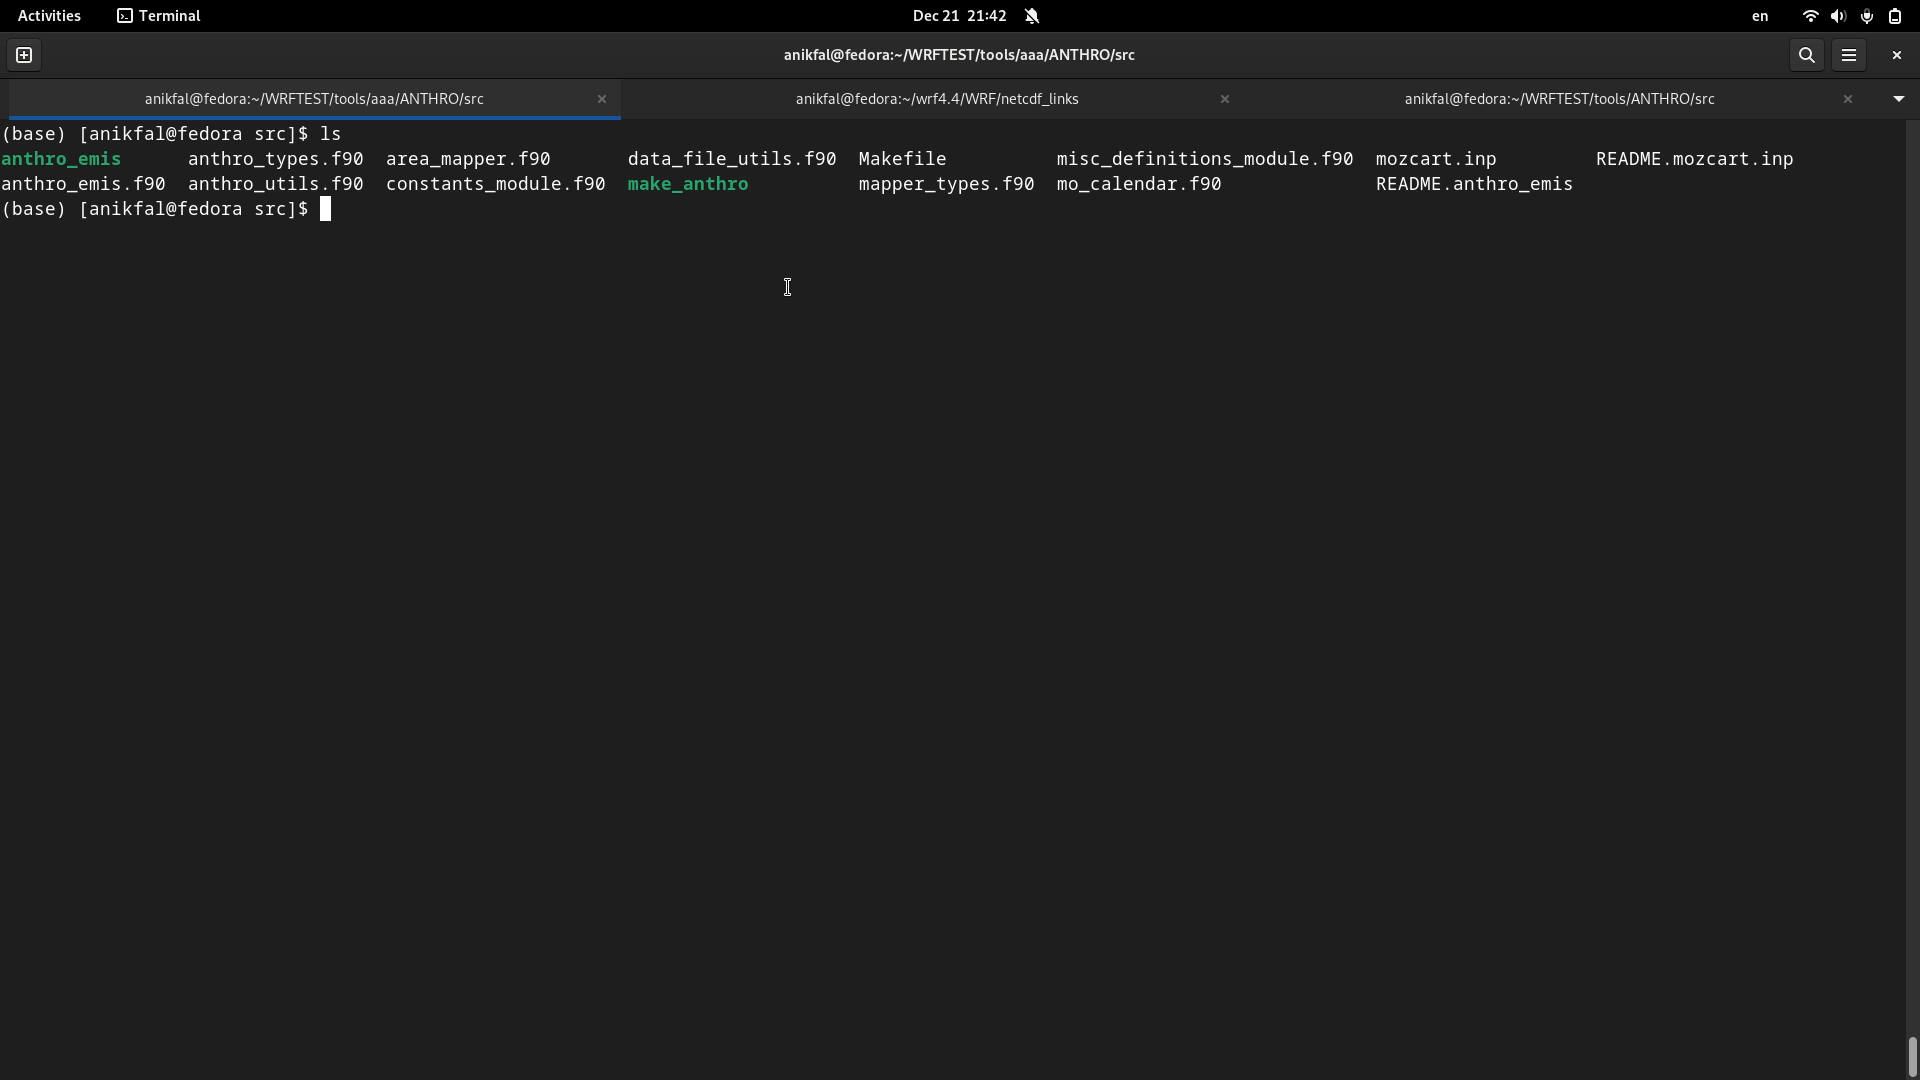 Activities Terminal Dec 21 21:42 en
anikfal@fedora:~/WRFTEST/tools/aaa/ANTHRO/src
anikfal@fedora:~/WRFTEST/tools/aaa/ANTHRO/src × anikfal@fedora:~/wrf4.4/WRF/netcdf_links × anikfal@fedora:~/WRFTEST/tools/ANTHRO/src ×
(base) [anikfal@fedora src]$ ls
anthro_emis anthro_types.f90 area_mapper.f90 data_file_utils.f90 Makefile misc_definitions_module.f90 mozcart.inp README.mozcart.inp
anthro_emis.f90 anthro_utils.f90 constants_module.f90 make_anthro mapper_types.f90 mo_calendar.f90 README.anthro_emis
(base) [anikfal@fedora src]$